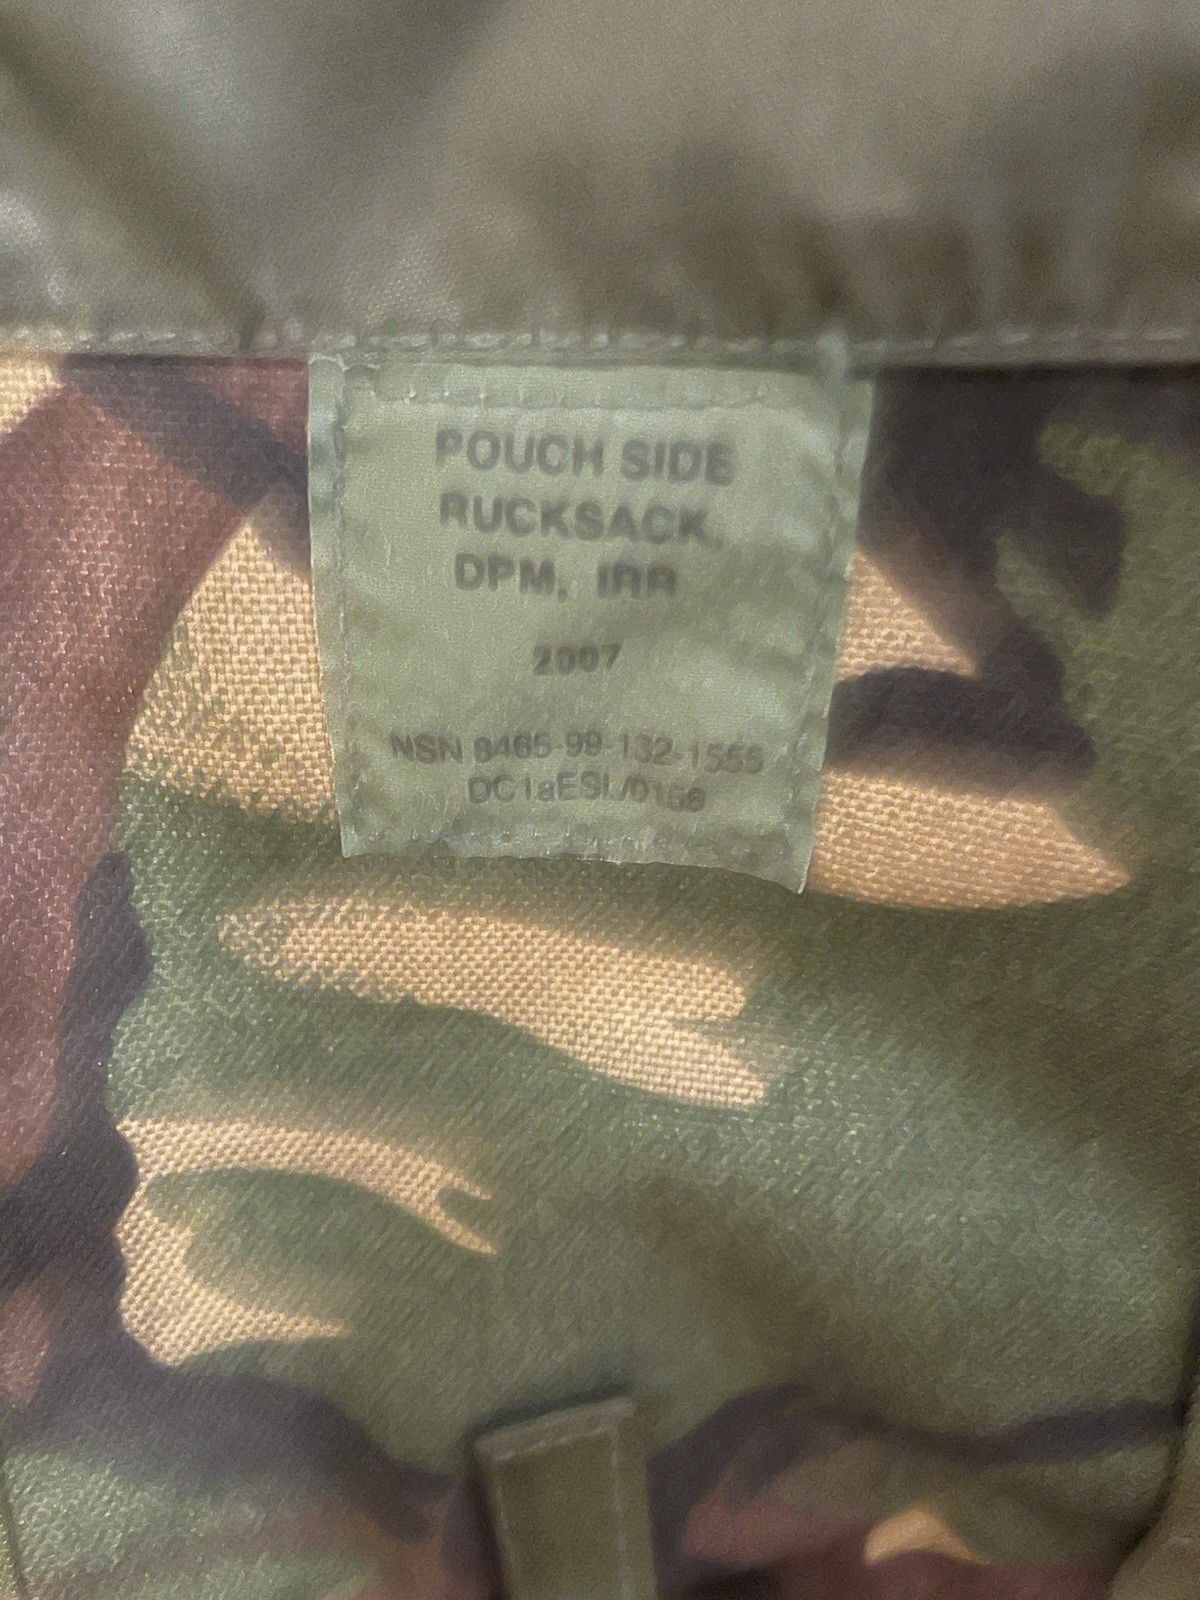 POUCH SIDE
RUCKSACK,
DPM, IRR
2007
NSN 8465-99-132-1555
DC1aESL/0156